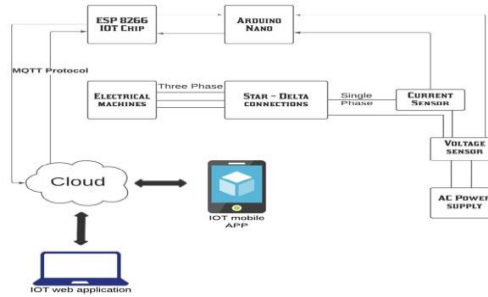 ESP 8266
IOT Chip
Arduino
Nano
MQTT Protocol
Electrical
machines
Three Phase
Star - Delta
connections
Single
Phase
Current
Sensor
Voltage
sensor
AC Power
supply
Cloud
IOT mobile
APP
IOT web application